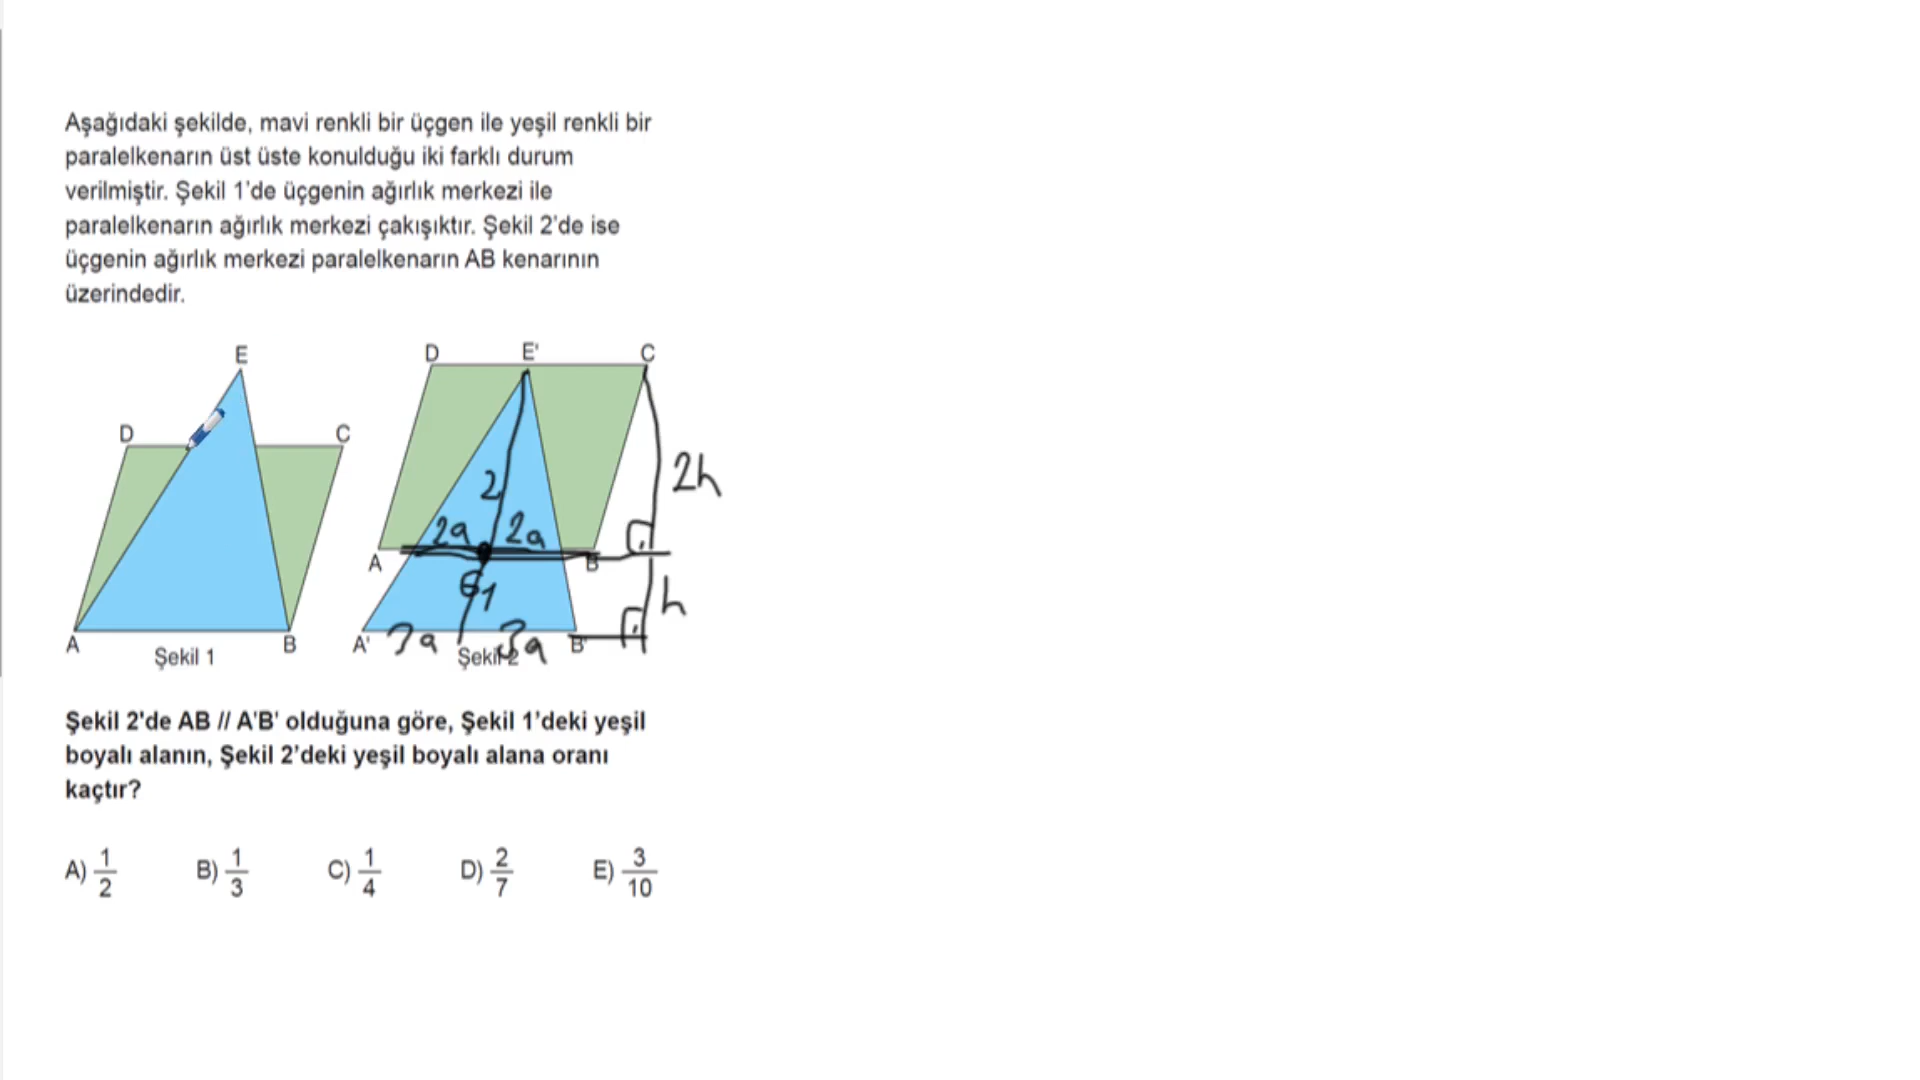 Aşağıdaki şekilde, mavi renkli bir üçgen ile yeşil renkli bir
paralelkenarın üst üste konulduğu iki farklı durum
verilmiştir. Şekil 1'de üçgenin ağırlık merkezi ile
paralelkenarın ağırlık merkezi çakışıktır. Şekil 2'de ise
üçgenin ağırlık merkezi paralelkenarın AB kenarının
üzerindedir.
E
D C
A B
Şekil 1
D E' C
2 2h
2a 2a
A B
G 1 h
A' 3a 3a B'
Şekil 2
Şekil 2'de AB // A'B' olduğuna göre, Şekil 1'deki yeşil
boyalı alanın, Şekil 2'deki yeşil boyalı alana oranı
kaçtır?
A) 1/2 B) 1/3 C) 1/4 D) 2/7 E) 3/10